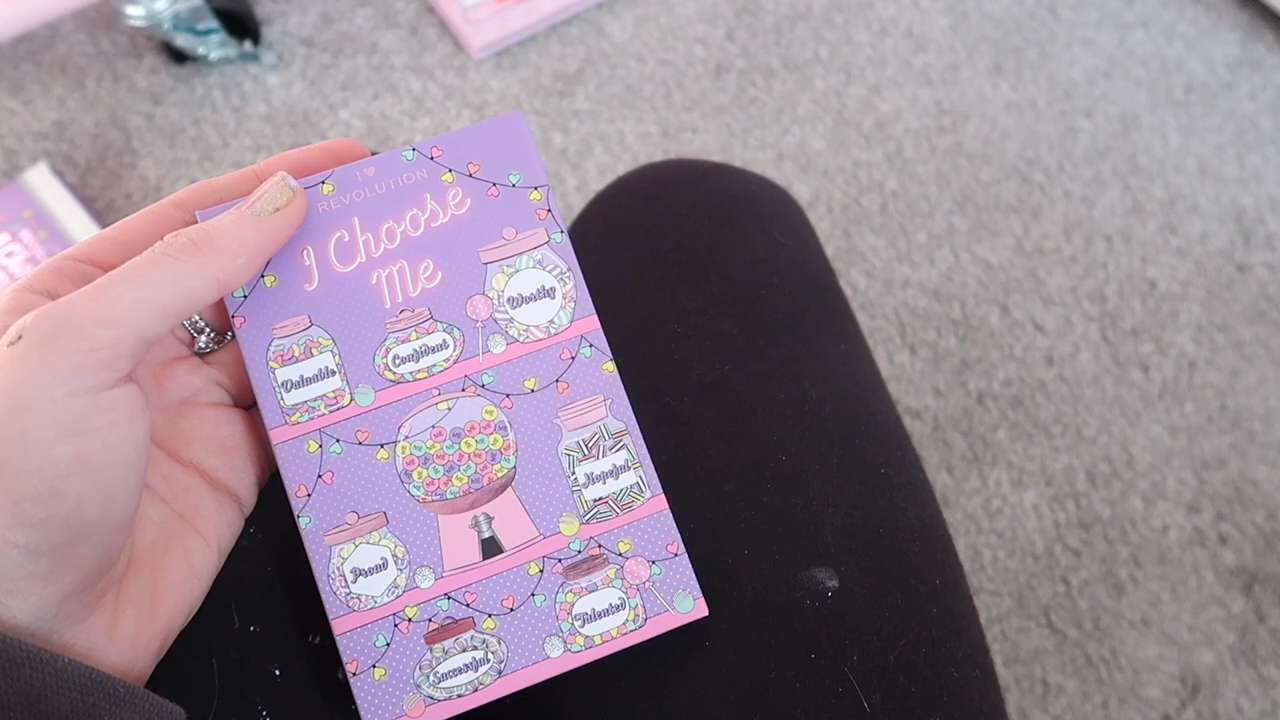 I
REVOLUTION
I Choose
Me
Worthy
Confident
Valuable
Hopeful
Proud
Talented
Successful